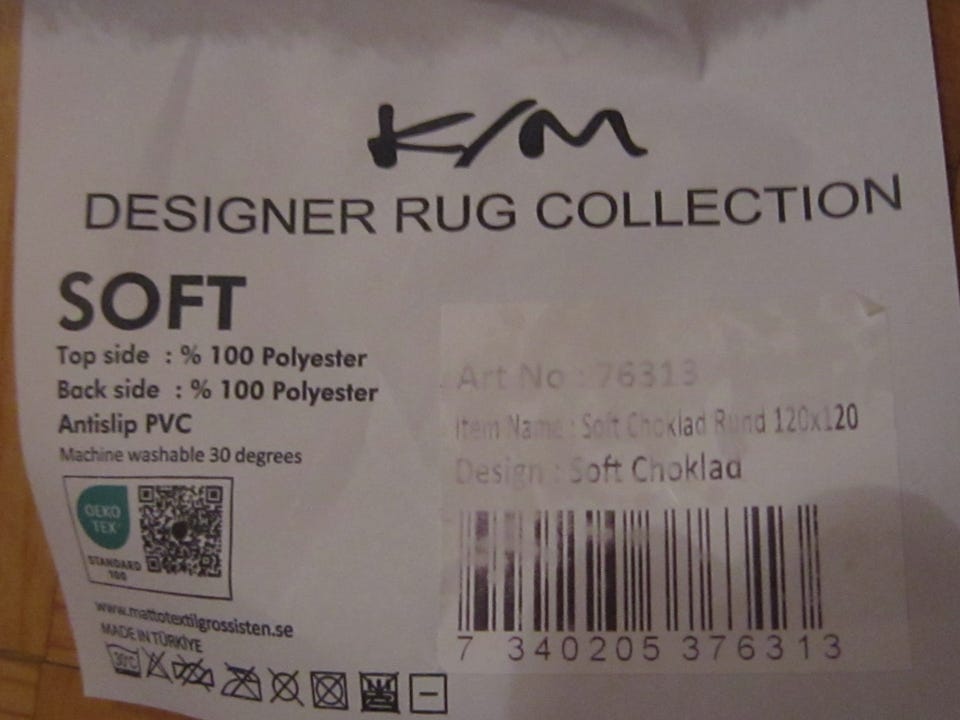 K/M
DESIGNER RUG COLLECTION
SOFT
Top side : % 100 Polyester
Back side : % 100 Polyester
Antislip PVC
Machine washable 30 degrees
OEKO
TEX®
STANDARD
100
www.mattotextilgrossisten.se
MADE IN TÜRKİYE
30°C
Art No : 76313
Item Name : Soft Choklad Rund 120x120
Design : Soft Choklad
7 340205 376313